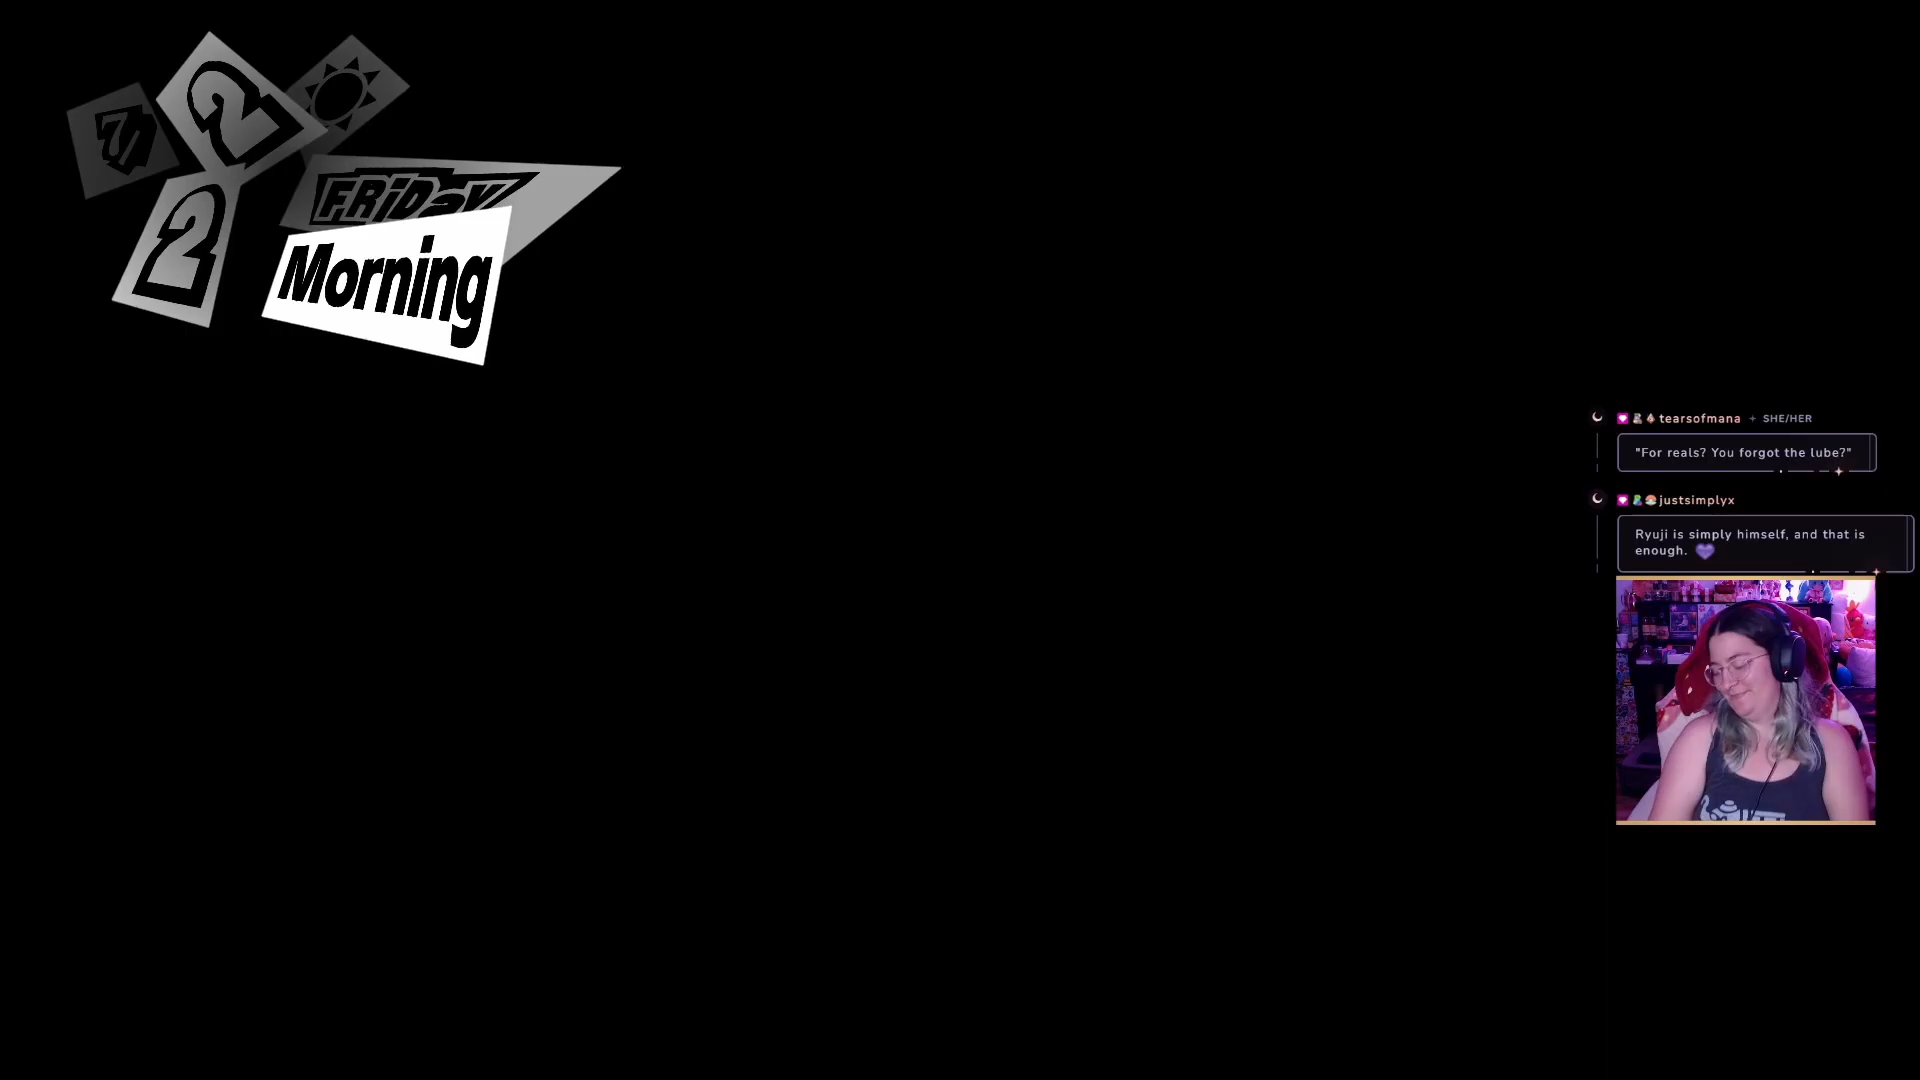 7
22
FRiDaY
Morning
tearsofmana + SHE/HER
"For reals? You forgot the lube?"
justsimplyx
Ryuji is simply himself, and that is
enough.